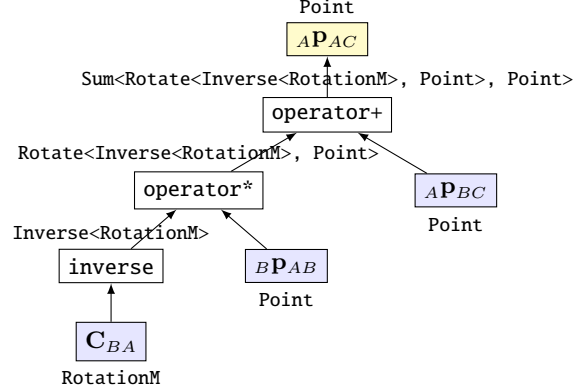 Point
A𝐩AC
Sum<Rotate<Inverse<RotationM>, Point>, Point>
operator+
Rotate<Inverse<RotationM>, Point>
operator*
A𝐩BC
Point
Inverse<RotationM>
inverse
B𝐩AB
Point
𝐂BA
RotationM